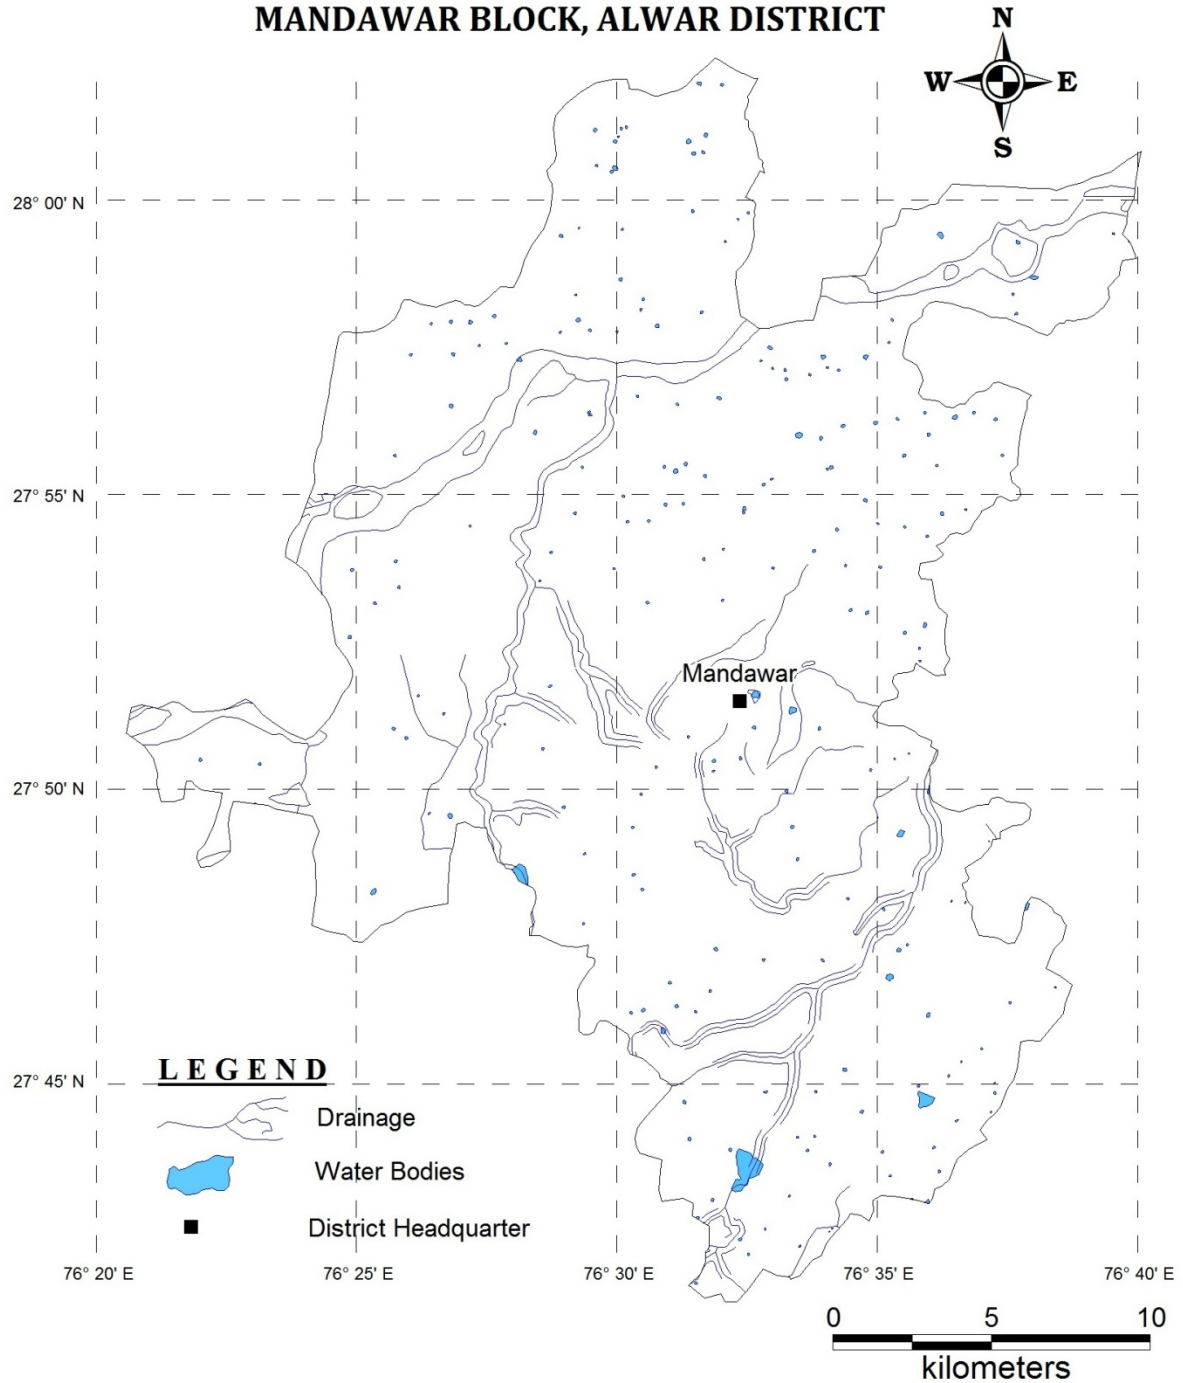 MANDAWAR BLOCK, ALWAR DISTRICT
N
W E
S
28° 00' N
27° 55' N
Mandawar
27° 50' N
27° 45' N
LEGEND
Drainage
Water Bodies
District Headquarter
76° 20' E 76° 25' E 76° 30' E 76° 35' E 76° 40' E
0 5 10
kilometers